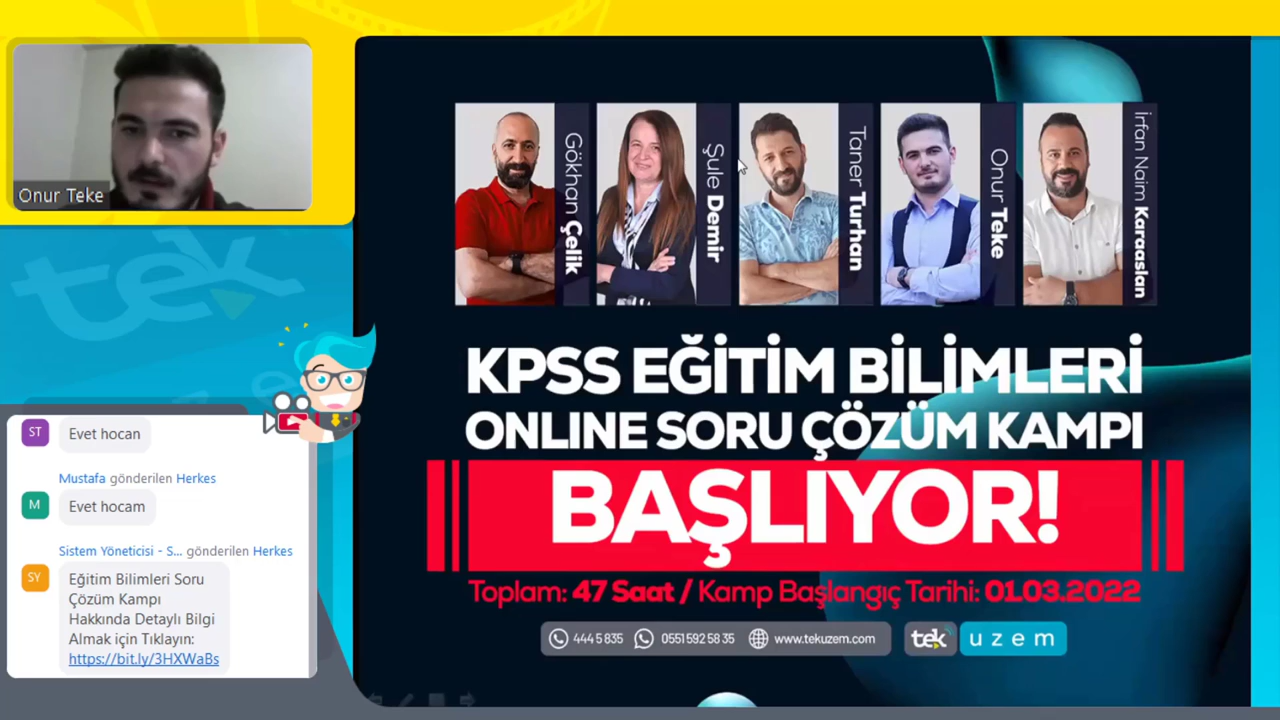 Onur Teke
tek
ST
Evet hocan
Mustafa gönderilen Herkes
M
Evet hocam
Sistem Yöneticisi - S... gönderilen Herkes
SY
Eğitim Bilimleri Soru
Çözüm Kampı
Hakkında Detaylı Bilgi
Almak için Tıklayın:
https://bit.ly/3HXWaBs
Gökhan Çelik
Şule Demir
Taner Turhan
Onur Teke
İrfan Naim Karaaslan
KPSS EĞİTİM BİLİMLERİ
ONLINE SORU ÇÖZÜM KAMPI
BAŞLIYOR!
Toplam: 47 Saat / Kamp Başlangıç Tarihi: 01.03.2022
444 5 835 0551 592 58 35 www.tekuzem.com tek uzem